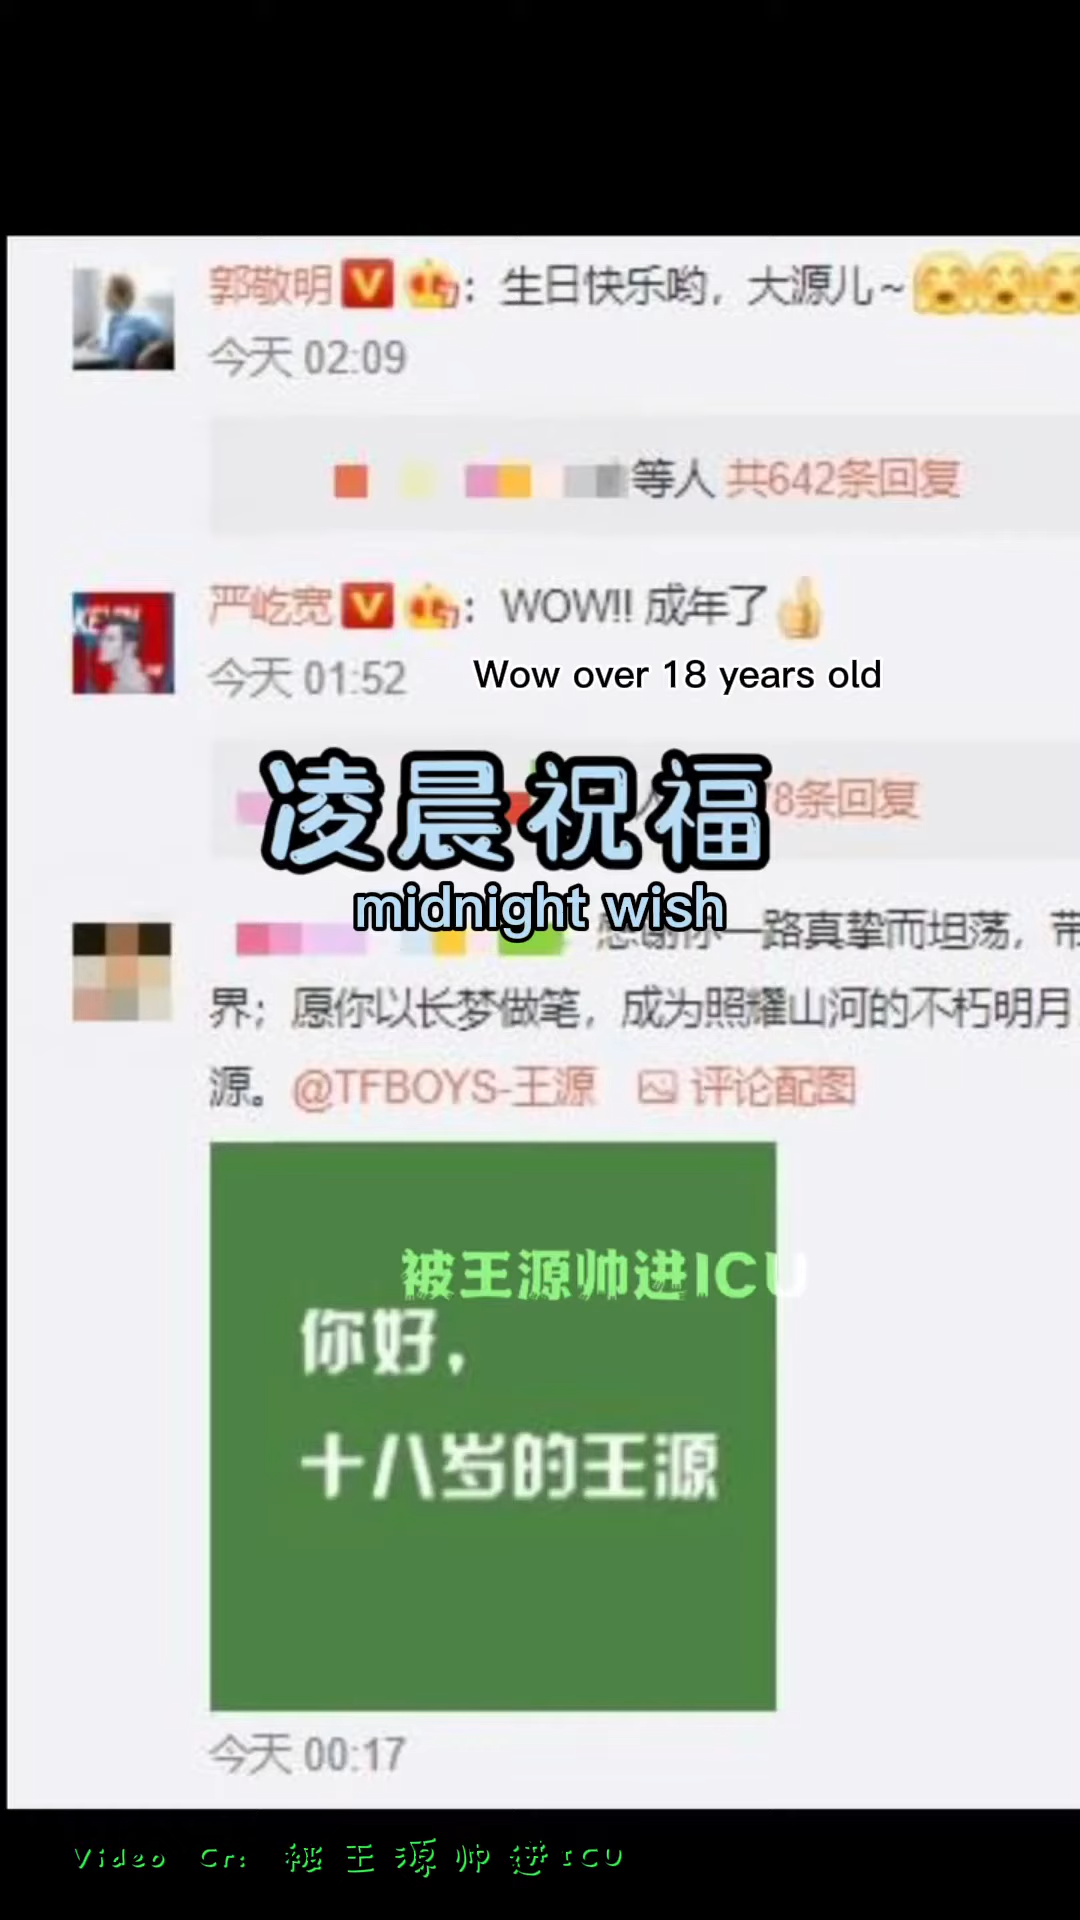 郭敬明 V : 生日快乐哟，大源儿~
今天 02:09
等人 共642条回复
严屹宽 V : WOW!! 成年了
今天 01:52
Wow over 18 years old
8条回复
凌晨祝福
midnight wish
感谢你一路真挚而坦荡，带
界；愿你以长梦做笔，成为照耀山河的不朽明月
源。@TFBOYS-王源 评论配图
被王源帅进ICU
你好，
十八岁的王源
今天 00:17
Video Cr: 被王源帅进ICU